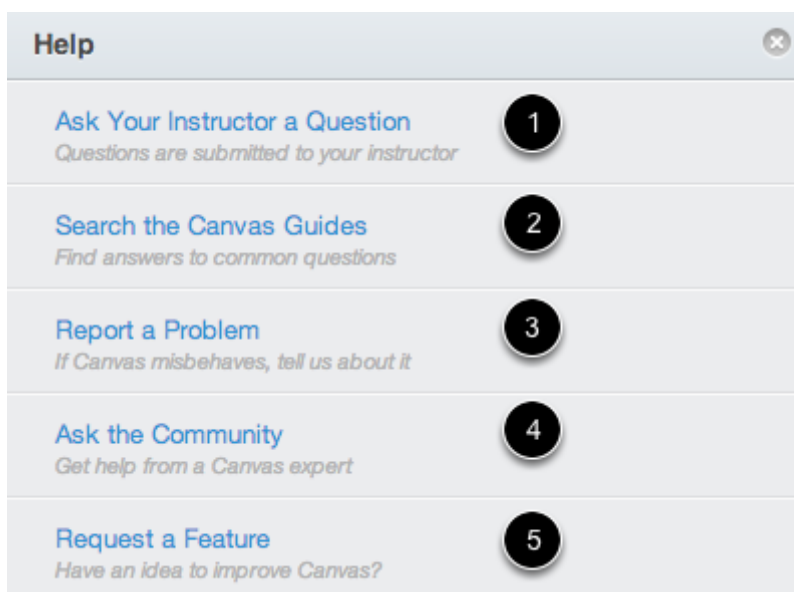 Help
Ask Your Instructor a Question 1
Questions are submitted to your instructor
Search the Canvas Guides 2
Find answers to common questions
Report a Problem 3
If Canvas misbehaves, tell us about it
Ask the Community 4
Get help from a Canvas expert
Request a Feature 5
Have an idea to improve Canvas?